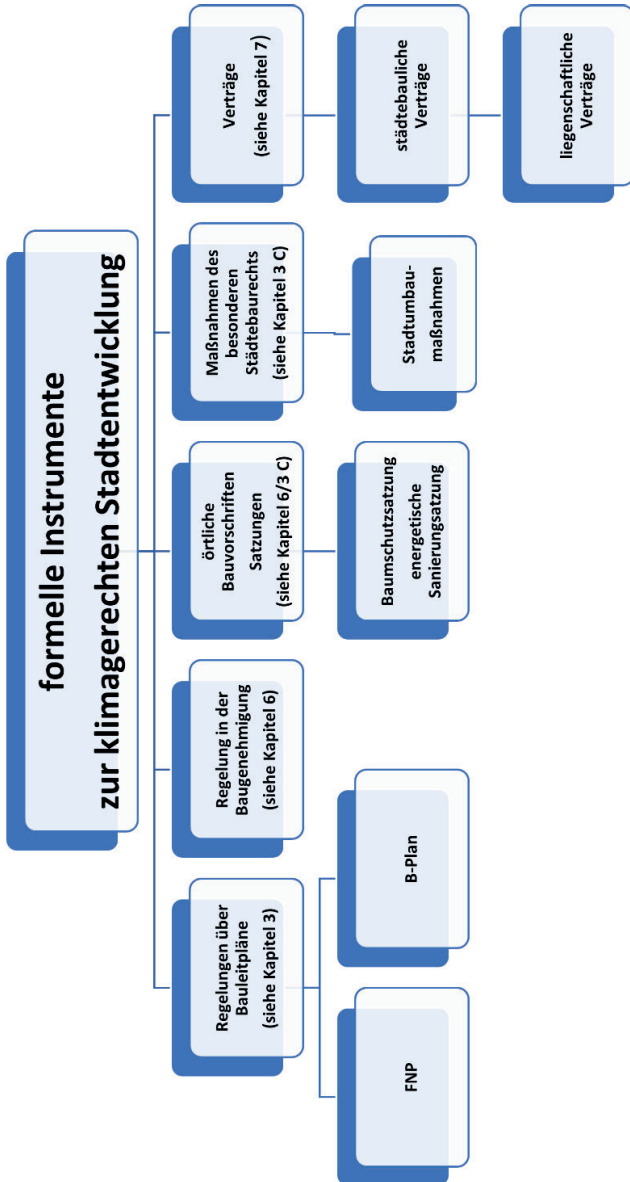 formelle Instrumente
zur klimagerechten Stadtentwicklung
Regelungen über
Bauleitpläne
(siehe Kapitel 3)
FNP
B-Plan
Regelung in der
Baugenehmigung
(siehe Kapitel 6)
örtliche
Bauvorschriften
Satzungen
(siehe Kapitel 6/3 C)
Baumschutzsatzung
energetische
Sanierungsatzung
Maßnahmen des
besonderen
Städtebaurechts
(siehe Kapitel 3 C)
Stadtumbau-
maßnahmen
Verträge
(siehe Kapitel 7)
städtebauliche
Verträge
liegenschaftliche
Verträge